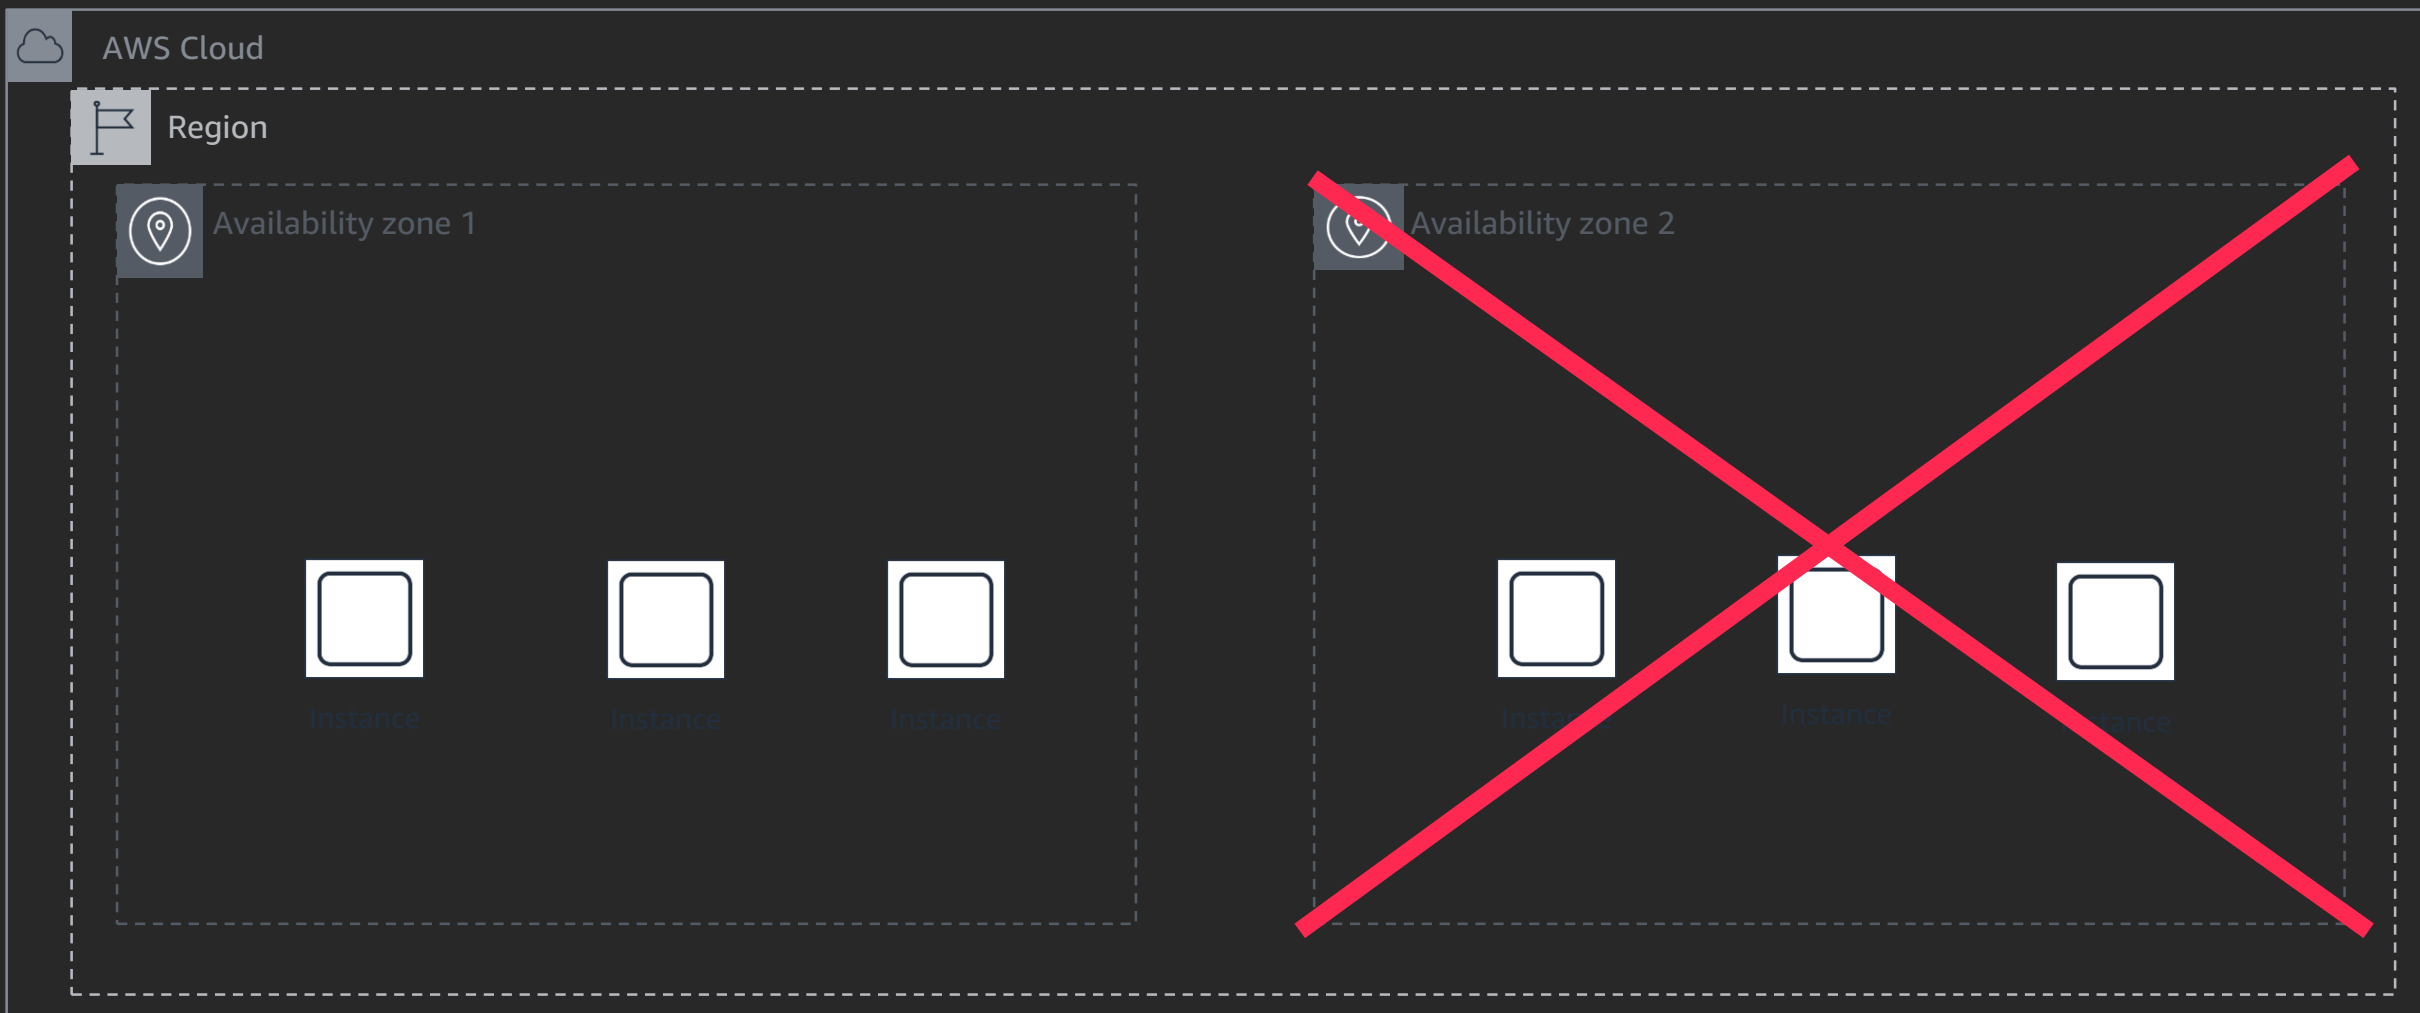 AWS Cloud
Region
Availability zone 1
Availability zone 2
Instance
Instance
Instance
Instance